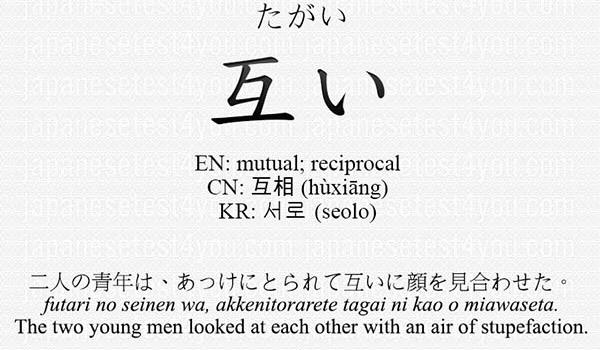 たがい
互い
EN: mutual; reciprocal
CN: 互相 (hùxiāng)
KR: 서로 (seolo)
二人の青年は、あっけにとられて互いに顔を見合わせた。
futari no seinen wa, akkenitorarete tagai ni kao o miawaseta.
The two young men looked at each other with an air of stupefaction.